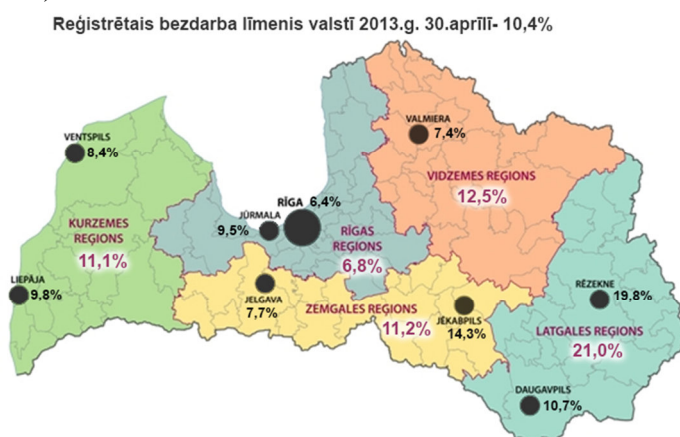 Reģistrētais bezdarba līmenis valstī 2013.g. 30.aprīlī- 10,4%
VALMIERA
7,4%
VENTSPILS
8,4%
VIDZEMES REĢIONS
12,5%
RĪGA 6,4%
JŪRMALA
9,5%
KURZEMES
REĢIONS
11,1%
RĪGAS
REĢIONS
6,8%
LIEPĀJA
9,8%
JELGAVA
7,7%
ZEMGALES REĢIONS
11,2%
JĒKABPILS
14,3%
RĒZEKNE
19,8%
LATGALES REĢIONS
21,0%
DAUGAVPILS
10,7%